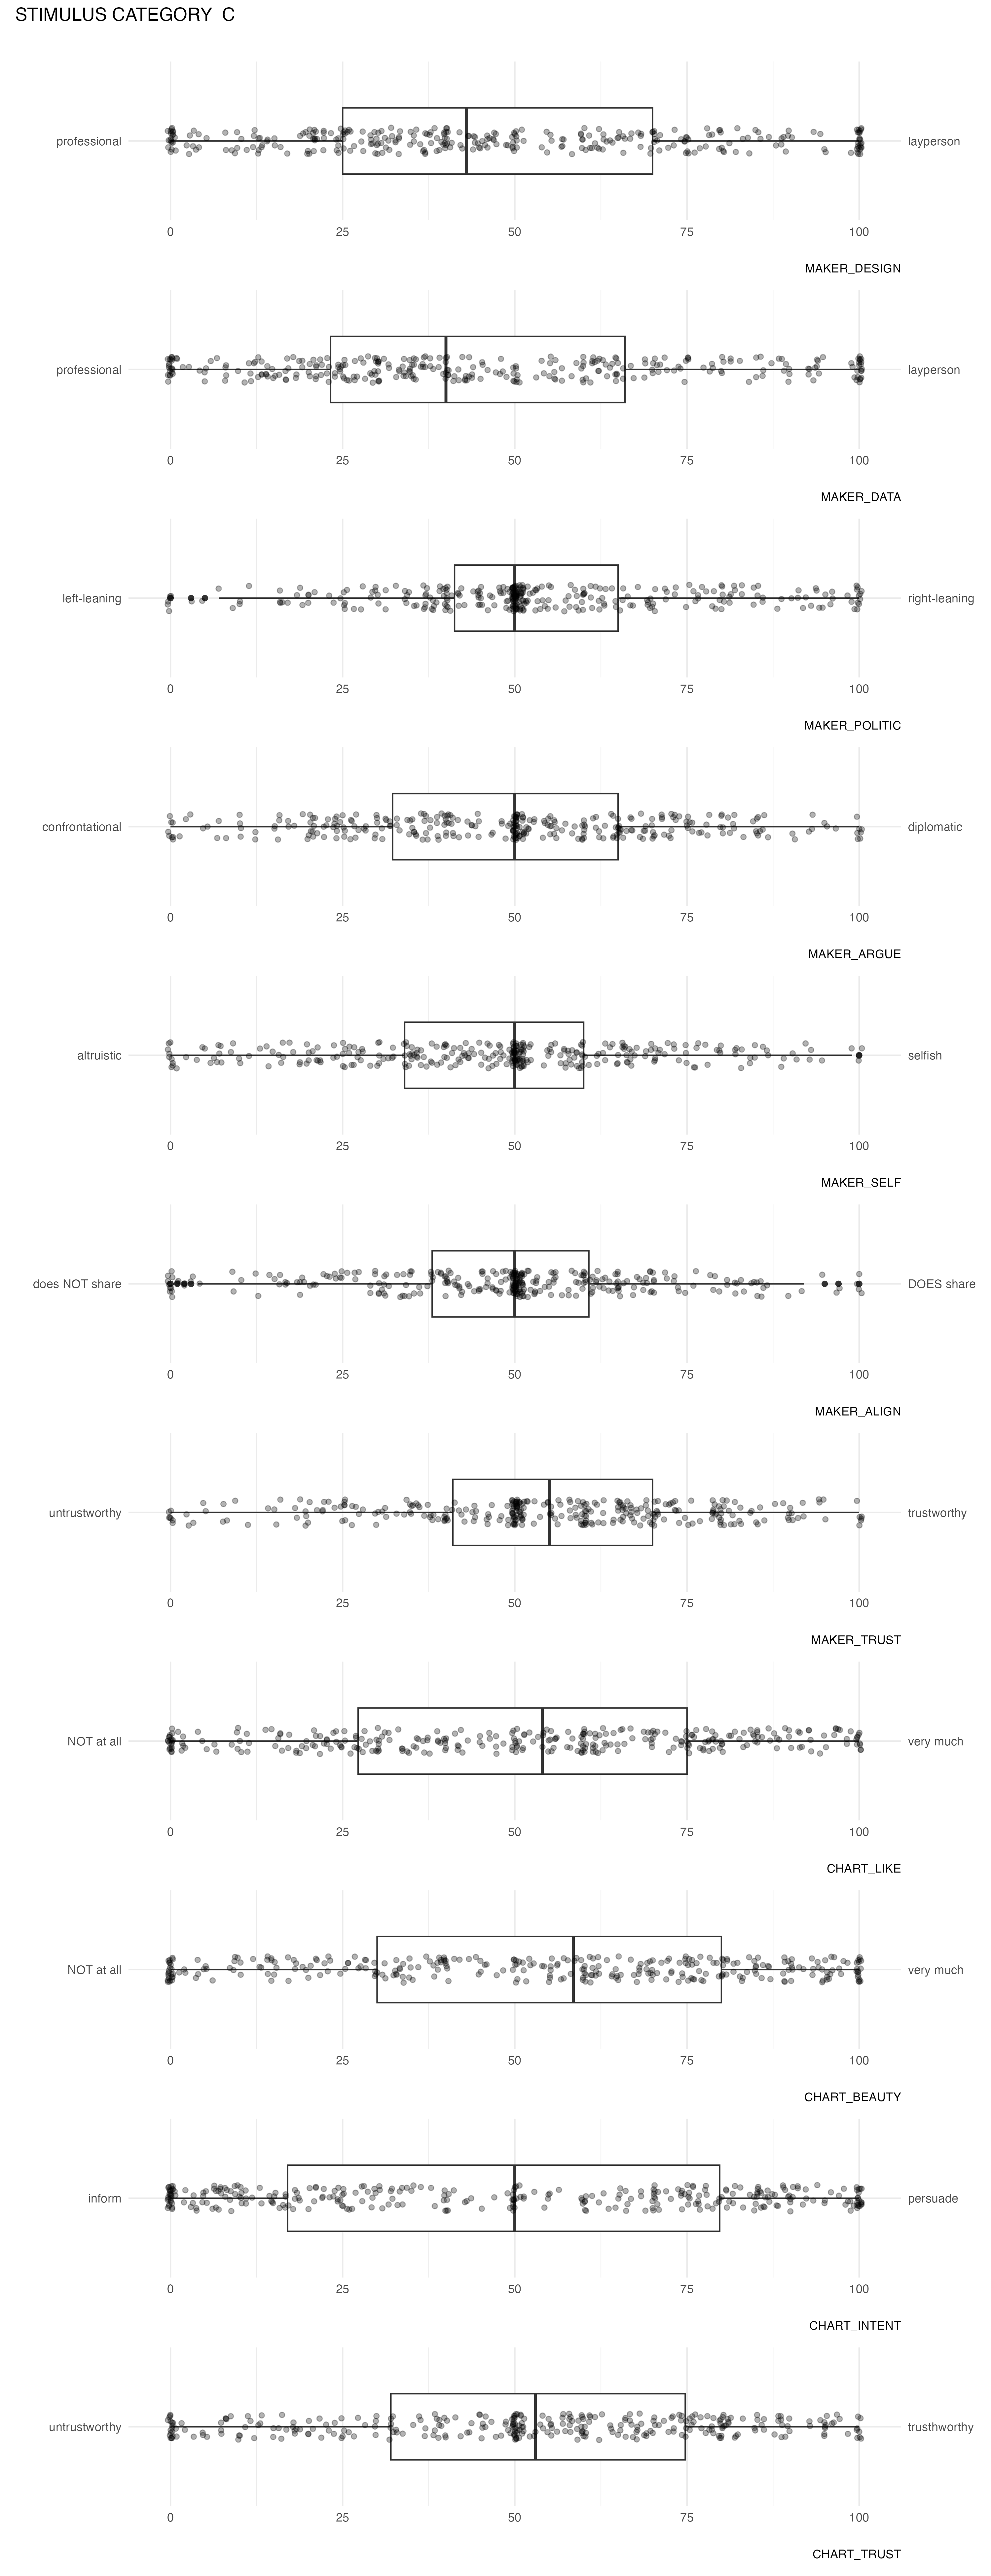 STIMULUS CATEGORY  C
professional layperson
0 25 50 75 100
MAKER_DESIGN
professional layperson
0 25 50 75 100
MAKER_DATA
left-leaning right-leaning
0 25 50 75 100
MAKER_POLITIC
confrontational diplomatic
0 25 50 75 100
MAKER_ARGUE
altruistic selfish
0 25 50 75 100
MAKER_SELF
does NOT share DOES share
0 25 50 75 100
MAKER_ALIGN
untrustworthy trustworthy
0 25 50 75 100
MAKER_TRUST
NOT at all very much
0 25 50 75 100
CHART_LIKE
NOT at all very much
0 25 50 75 100
CHART_BEAUTY
inform persuade
0 25 50 75 100
CHART_INTENT
untrustworthy trusthworthy
0 25 50 75 100
CHART_TRUST